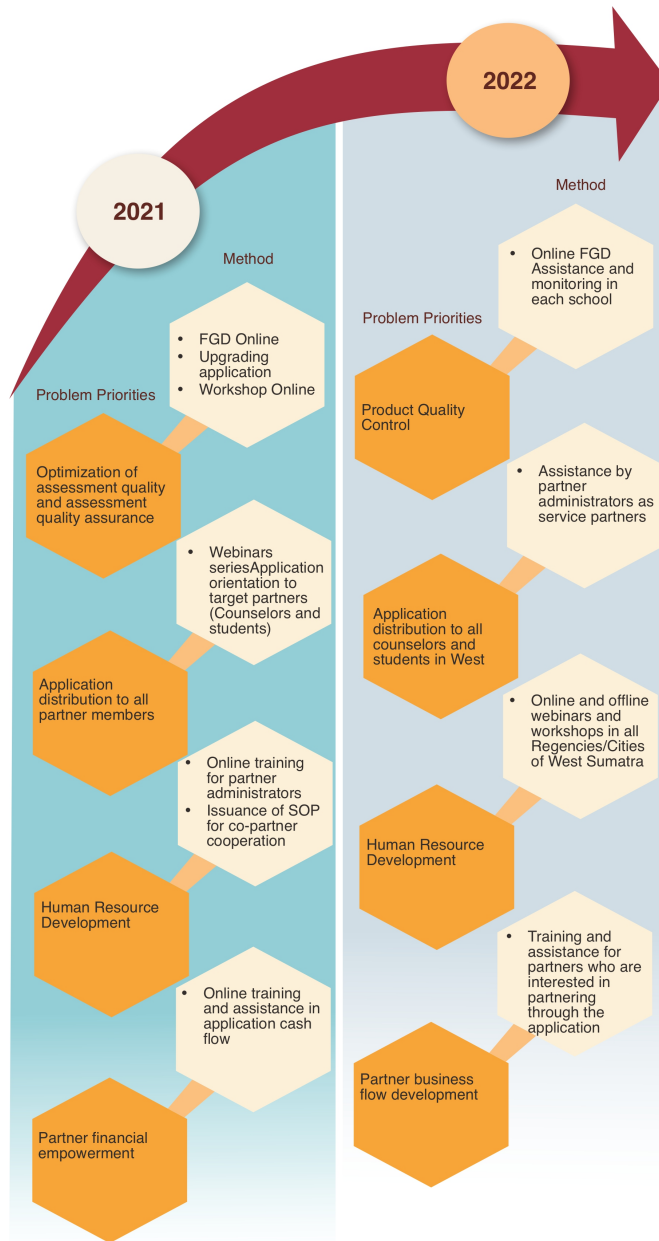 2021
Method
• FGD Online
• Upgrading
application
• Workshop Online
Problem Priorities
Optimization of
assessment quality
and assessment
quality assurance
• Webinars
seriesApplication
orientation to
target partners
(Counselors and
students)
Application
distribution to all
partner members
• Online training
for partner
administrators
• Issuance of SOP
for co-partner
cooperation
Human Resource
Development
• Online training
and assistance in
application cash
flow
Partner financial
empowerment
2022
Method
• Online FGD
Assistance and
monitoring in
each school
Problem Priorities
Product Quality
Control
• Assistance by
partner
administrators as
service partners
Application
distribution to all
counselors and
students in West
• Online and offline
webinars and
workshops in all
Regencies/Cities
of West Sumatra
Human Resource
Development
• Training and
assistance for
partners who are
interested in
partnering
through the
application
Partner business
flow development